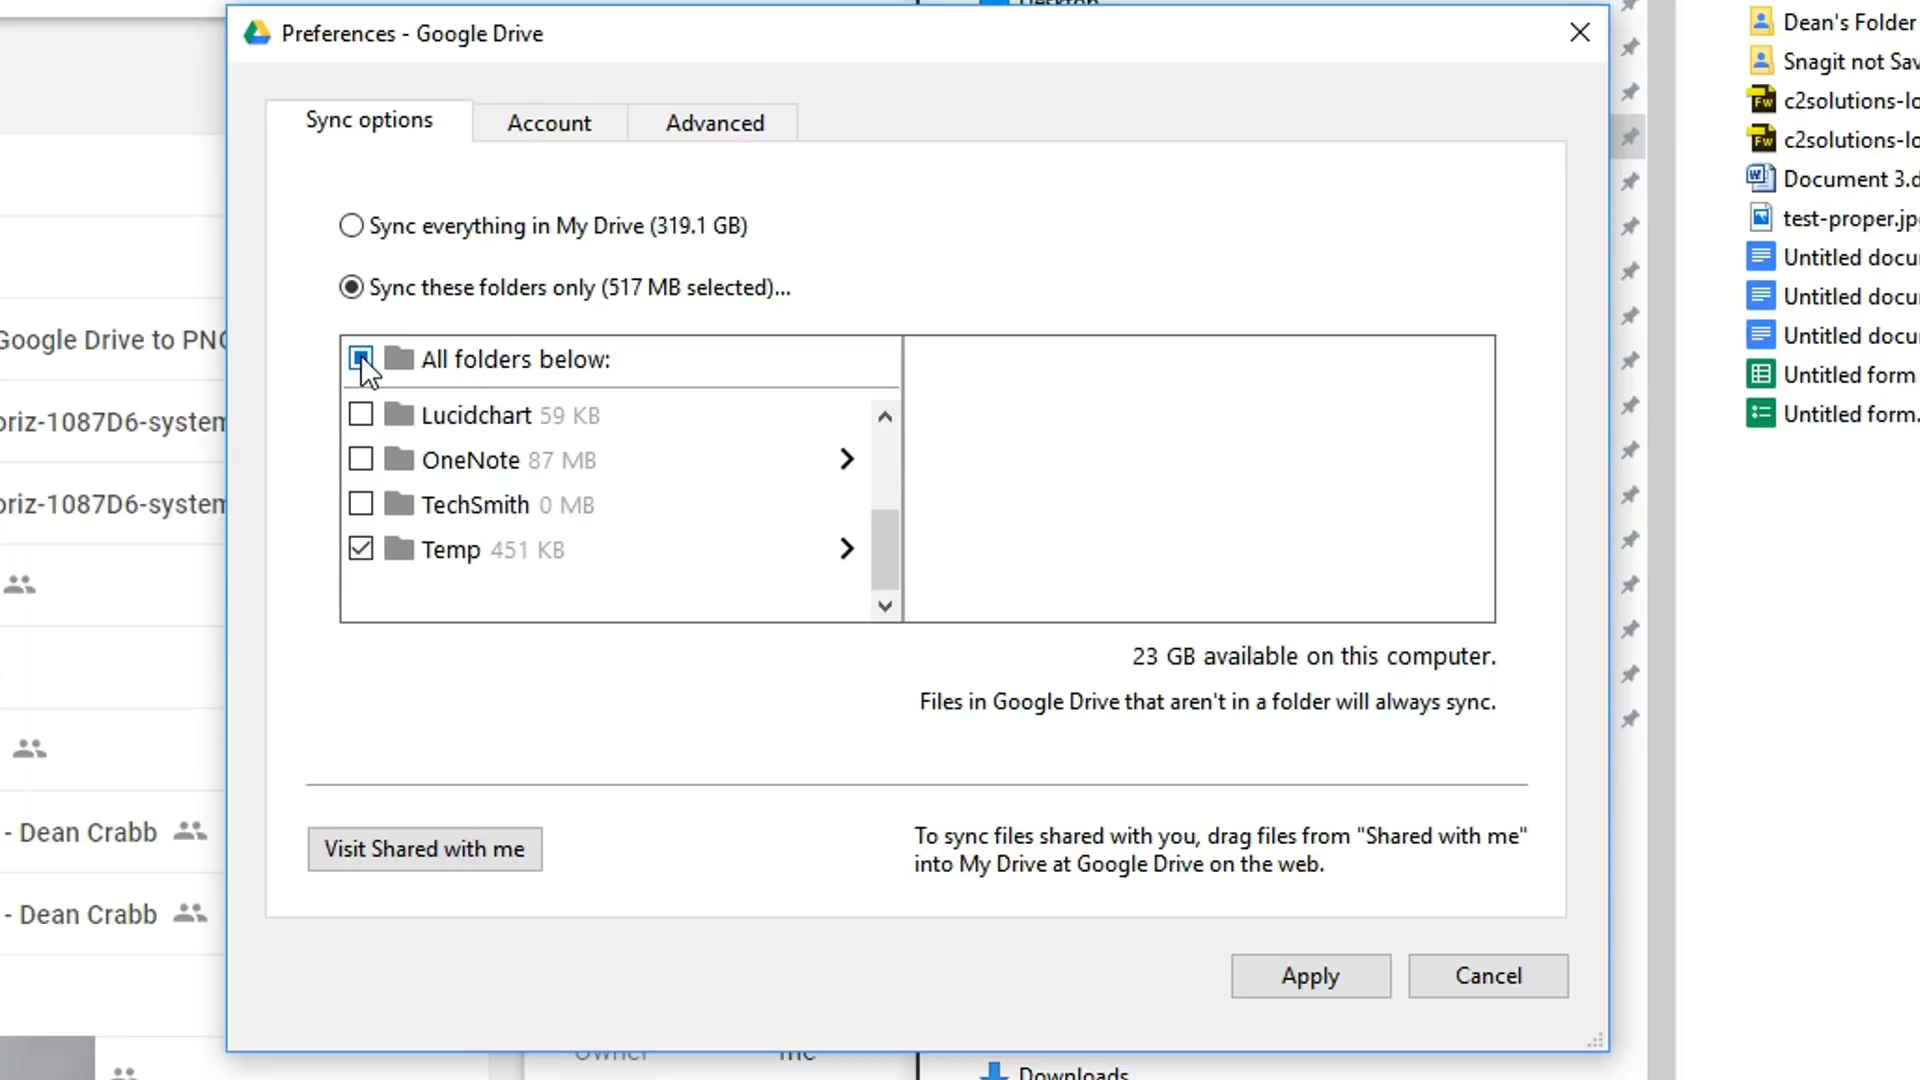 Desktop
Preferences - Google Drive
Sync options
Account
Advanced
Sync everything in My Drive (319.1 GB)
Sync these folders only (517 MB selected)...
All folders below:
Lucidchart 59 KB
OneNote 87 MB
TechSmith 0 MB
Temp 451 KB
23 GB available on this computer.
Files in Google Drive that aren't in a folder will always sync.
Visit Shared with me
To sync files shared with you, drag files from "Shared with me"
into My Drive at Google Drive on the web.
Apply
Cancel
Google Drive to PNG
oriz-1087D6-system
oriz-1087D6-system
- Dean Crabb
- Dean Crabb
Owner
me
Downloads
Dean's Folder
Snagit not Sav
c2solutions-lo
c2solutions-lo
Document 3.d
test-proper.jp
Untitled docu
Untitled docu
Untitled docu
Untitled form
Untitled form.